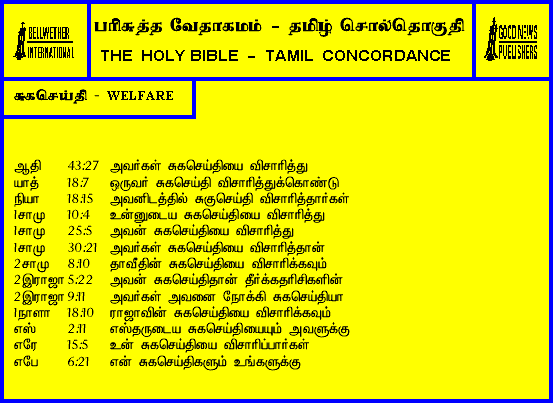 BELLWETHER
INTERNATIONAL
பரிசுத்த வேதாகமம் - தமிழ் சொல்தொகுதி
THE HOLY BIBLE - TAMIL CONCORDANCE
GOOD NEWS
PUBLISHERS
சுகசெய்தி - WELFARE
ஆதி 43:27 அவர்கள் சுகசெய்தியை விசாரித்து
யாத் 18:7 ஒருவர் சுகசெய்தி விசாரித்துக்கொண்டு
நியா 18:15 அவனிடத்தில் சுகுசெய்தி விசாரித்தார்கள்
1சாமு 10:4 உன்னுடைய சுகசெய்தியை விசாரித்து
1சாமு 25:5 அவன் சுகசெய்தியை விசாரித்து
1சாமு 30:21 அவர்கள் சுகசெய்தியை விசாரித்தான்
2சாமு 8:10 தாவீதின் சுகசெய்தியை விசாரிக்கவும்
2இராஜா 5:22 அவன் சுகசெய்திதான் தீர்க்கதரிசிகளின்
2இராஜா 9:11 அவர்கள் அவனை நோக்கி சுகசெய்தியா
1நாளா 18:10 ராஜாவின் சுகசெய்தியை விசாரிக்கவும்
எஸ் 2:11 எஸ்தருடைய சுகசெய்தியையும் அவளுக்கு
எரே 15:5 உன் சுகசெய்தியை விசாரிப்பார்கள்
எபே 6:21 என் சுகசெய்திகளும் உங்களுக்கு